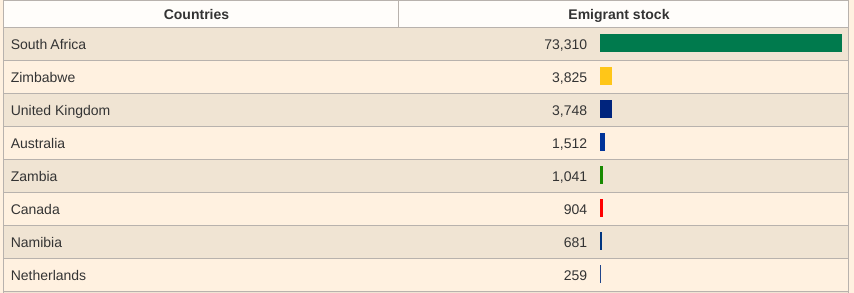 Countries Emigrant stock
South Africa 73,310
Zimbabwe 3,825
United Kingdom 3,748
Australia 1,512
Zambia 1,041
Canada 904
Namibia 681
Netherlands 259